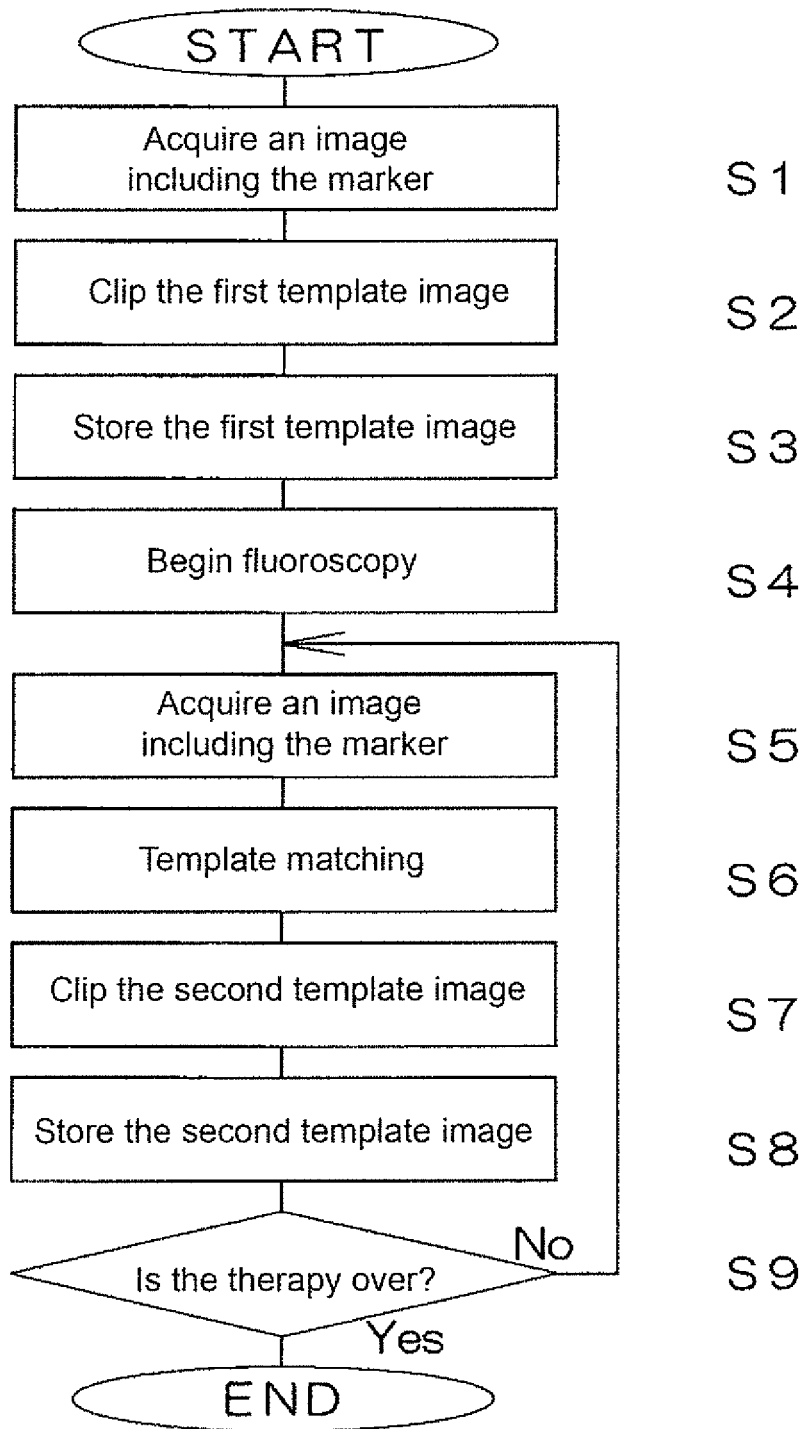 START
Acquire an image
including the marker
S1
Clip the first template image
S2
Store the first template image
S3
Begin fluoroscopy
S4
Acquire an image
including the marker
S5
Template matching
S6
Clip the second template image
S7
Store the second template image
S8
No
Is the therapy over?
S9
Yes
END